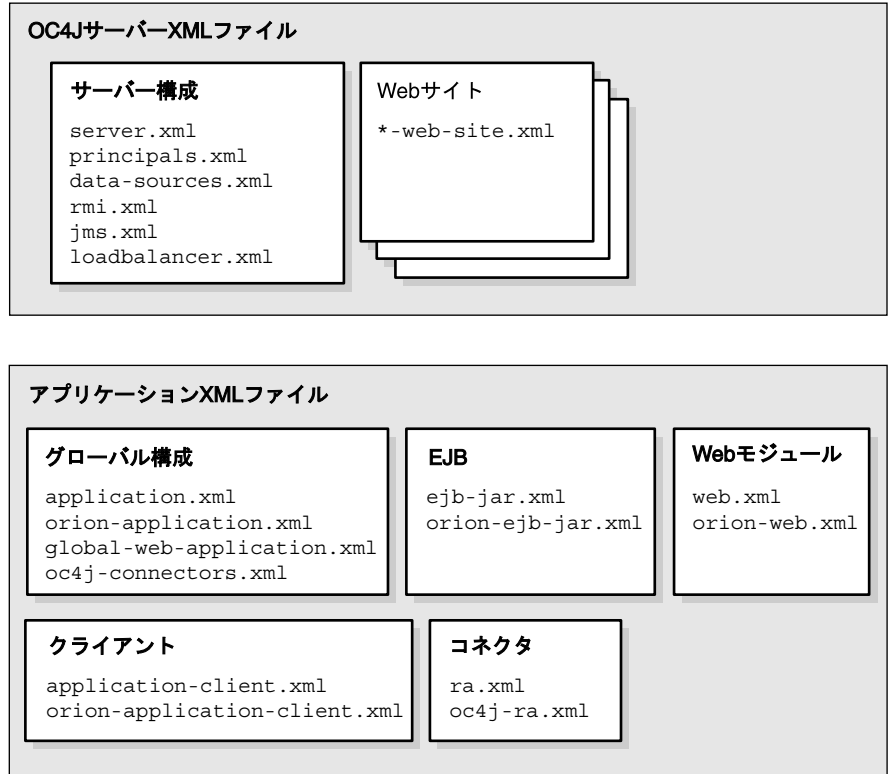 OC4JサーバーXMLファイル
サーバー構成
server.xml
principals.xml
data-sources.xml
rmi.xml
jms.xml
loadbalancer.xml
Webサイト
*-web-site.xml
アプリケーションXMLファイル
グローバル構成
application.xml
orion-application.xml
global-web-application.xml
oc4j-connectors.xml
EJB
ejb-jar.xml
orion-ejb-jar.xml
Webモジュール
web.xml
orion-web.xml
クライアント
application-client.xml
orion-application-client.xml
コネクタ
ra.xml
oc4j-ra.xml